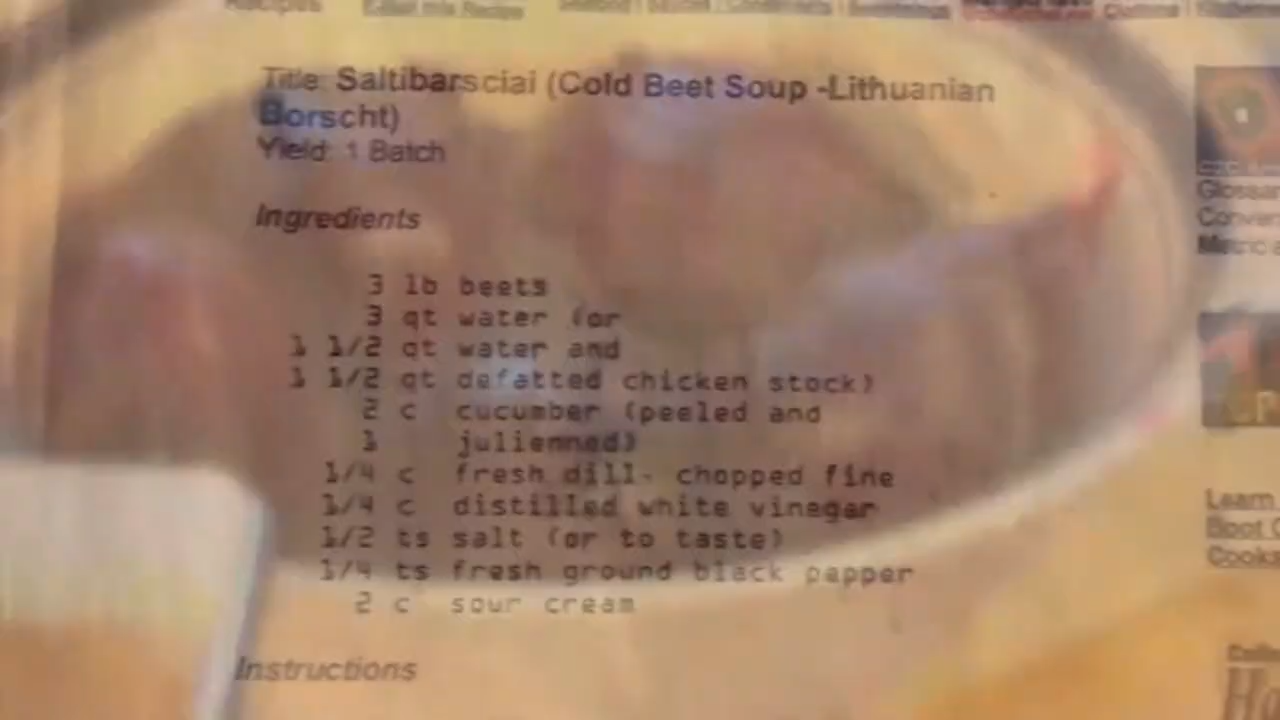 Title: Saltibarsciai (Cold Beet Soup -Lithuanian
Borscht)
Yield: 1 Batch
Ingredients
3 lb beets
3 qt water (or
1 1/2 qt water and
1 1/2 qt defatted chicken stock)
2 c cucumber (peeled and
1 julienned)
1/4 c fresh dill- chopped fine
1/4 c distilled white vinegar
1/2 ts salt (or to taste)
1/4 ts fresh ground black papper
2 c sour cream
Instructions
Learn
Boot